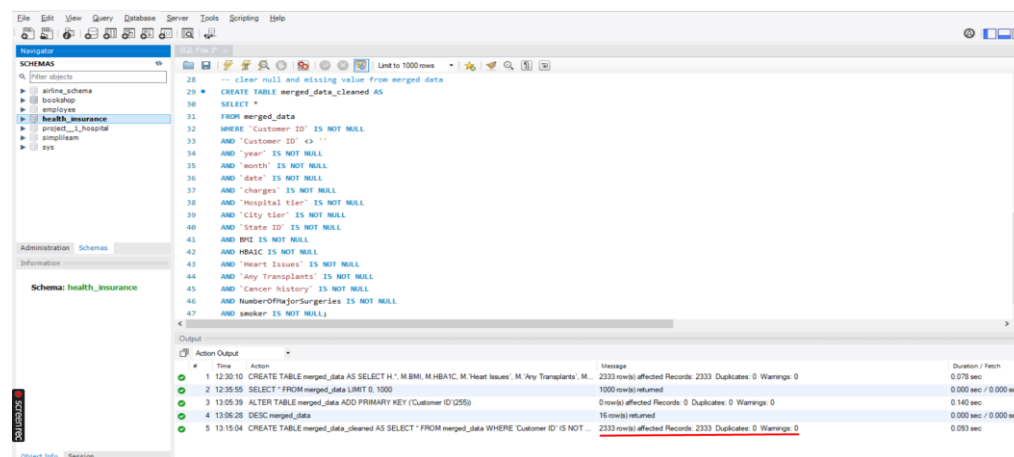 File Edit View Query Database Server Tools Scripting Help
Navigator
SQL File 7*
SCHEMAS
Filter objects
airline_schema
bookshop
employee
health_insurance
project__1_hospital
simplilearn
sys
Administration Schemas
Information
Schema: health_insurance
Limit to 1000 rows
28 -- clear null and missing value from merged data
29 CREATE TABLE merged_data_cleaned AS
30 SELECT *
31 FROM merged_data
32 WHERE `Customer ID` IS NOT NULL
33 AND `Customer ID` <> ''
34 AND `year` IS NOT NULL
35 AND `month` IS NOT NULL
36 AND `date` IS NOT NULL
37 AND `charges` IS NOT NULL
38 AND `Hospital tier` IS NOT NULL
39 AND `City tier` IS NOT NULL
40 AND `State ID` IS NOT NULL
41 AND BMI IS NOT NULL
42 AND HBA1C IS NOT NULL
43 AND `Heart Issues` IS NOT NULL
44 AND `Any Transplants` IS NOT NULL
45 AND `Cancer history` IS NOT NULL
46 AND NumberOfMajorSurgeries IS NOT NULL
47 AND smoker IS NOT NULL;
Output
Action Output
# Time Action Message Duration / Fetch
1 12:30:10 CREATE TABLE merged_data AS SELECT H.*, M.BMI, M.HBA1C, M.`Heart Issues`, M.`Any Transplants`, M... 2333 row(s) affected Records: 2333 Duplicates: 0 Warnings: 0 0.078 sec
2 12:35:55 SELECT * FROM merged_data LIMIT 0, 1000 1000 row(s) returned 0.000 sec / 0.000 se
3 13:05:39 ALTER TABLE merged_data ADD PRIMARY KEY (`Customer ID`(255)) 0 row(s) affected Records: 0 Duplicates: 0 Warnings: 0 0.140 sec
4 13:06:28 DESC merged_data 16 row(s) returned 0.000 sec / 0.000 se
5 13:15:04 CREATE TABLE merged_data_cleaned AS SELECT * FROM merged_data WHERE `Customer ID` IS NOT ... 2333 row(s) affected Records: 2333 Duplicates: 0 Warnings: 0 0.093 sec
screenrec
Object Info Session